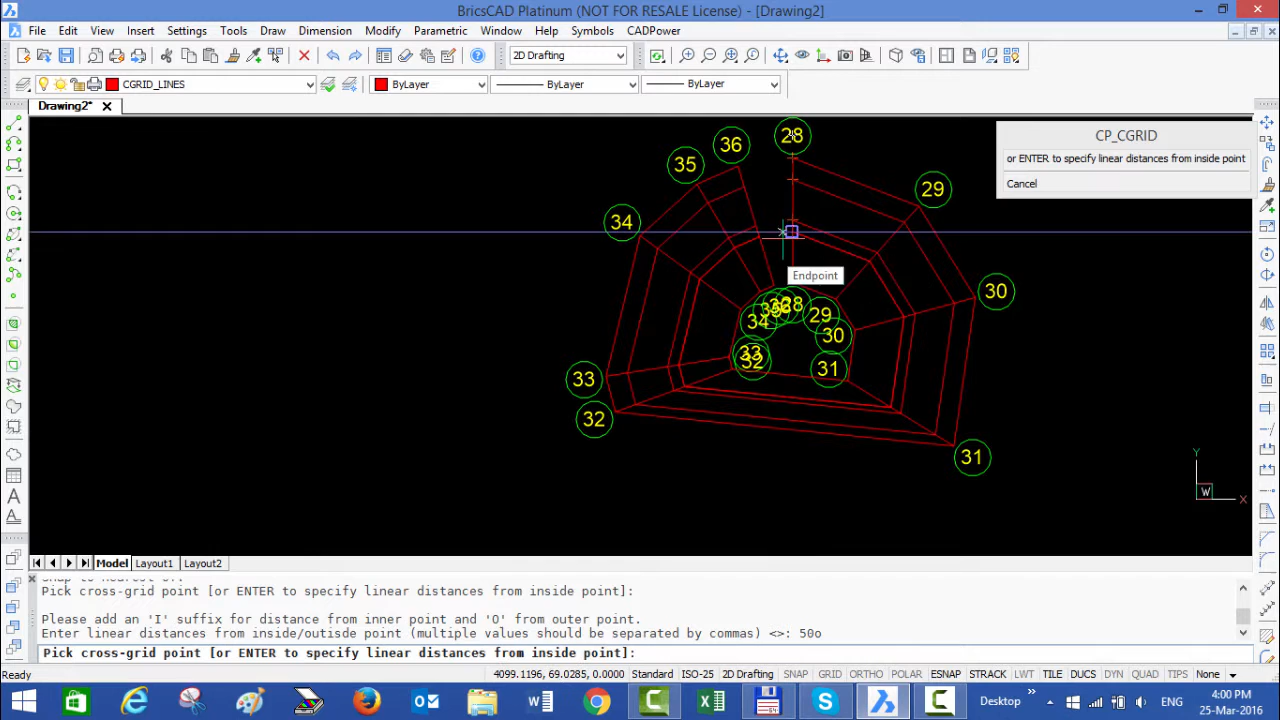 BricsCAD Platinum (NOT FOR RESALE License) - [Drawing2]
File Edit View Insert Settings Tools Draw Dimension Modify Parametric Window Help Symbols CADPower
2D Drafting
CGRID_LINES ByLayer ByLayer ByLayer
Drawing2*
28
36
35
29
34
30
33
32
31
36
28
35
34
29
30
33
32
31
Endpoint
CP_CGRID
or ENTER to specify linear distances from inside point
Cancel
Y
W
X
Model Layout1 Layout2
Pick cross-grid point [or ENTER to specify linear distances from inside point]:
Please add an 'I' suffix for distance from inner point and 'O' from outer point.
Enter linear distances from inside/outisde point (multiple values should be separated by commas) <>: 50o
Pick cross-grid point [or ENTER to specify linear distances from inside point]:
Ready 4099.1196, 69.0285, 0.0000 Standard ISO-25 2D Drafting SNAP GRID ORTHO POLAR ESNAP STRACK LWT TILE DUCS DYN QUAD TIPS None
Desktop ENG
4:00 PM
25-Mar-2016